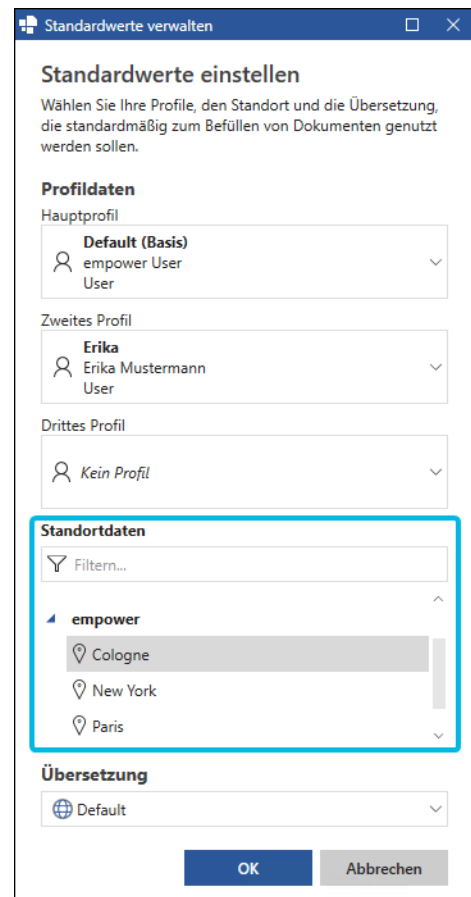 Standardwerte verwalten
Standardwerte einstellen
Wählen Sie Ihre Profile, den Standort und die Übersetzung,
die standardmäßig zum Befüllen von Dokumenten genutzt
werden sollen.
Profildaten
Hauptprofil
Default (Basis)
empower User
User
Zweites Profil
Erika
Erika Mustermann
User
Drittes Profil
Kein Profil
Standortdaten
Filtern...
empower
Cologne
New York
Paris
Übersetzung
Default
OK
Abbrechen